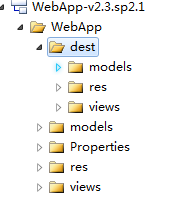 WebApp-v2.3.sp2.1
WebApp
dest
models
res
views
models
Properties
res
views